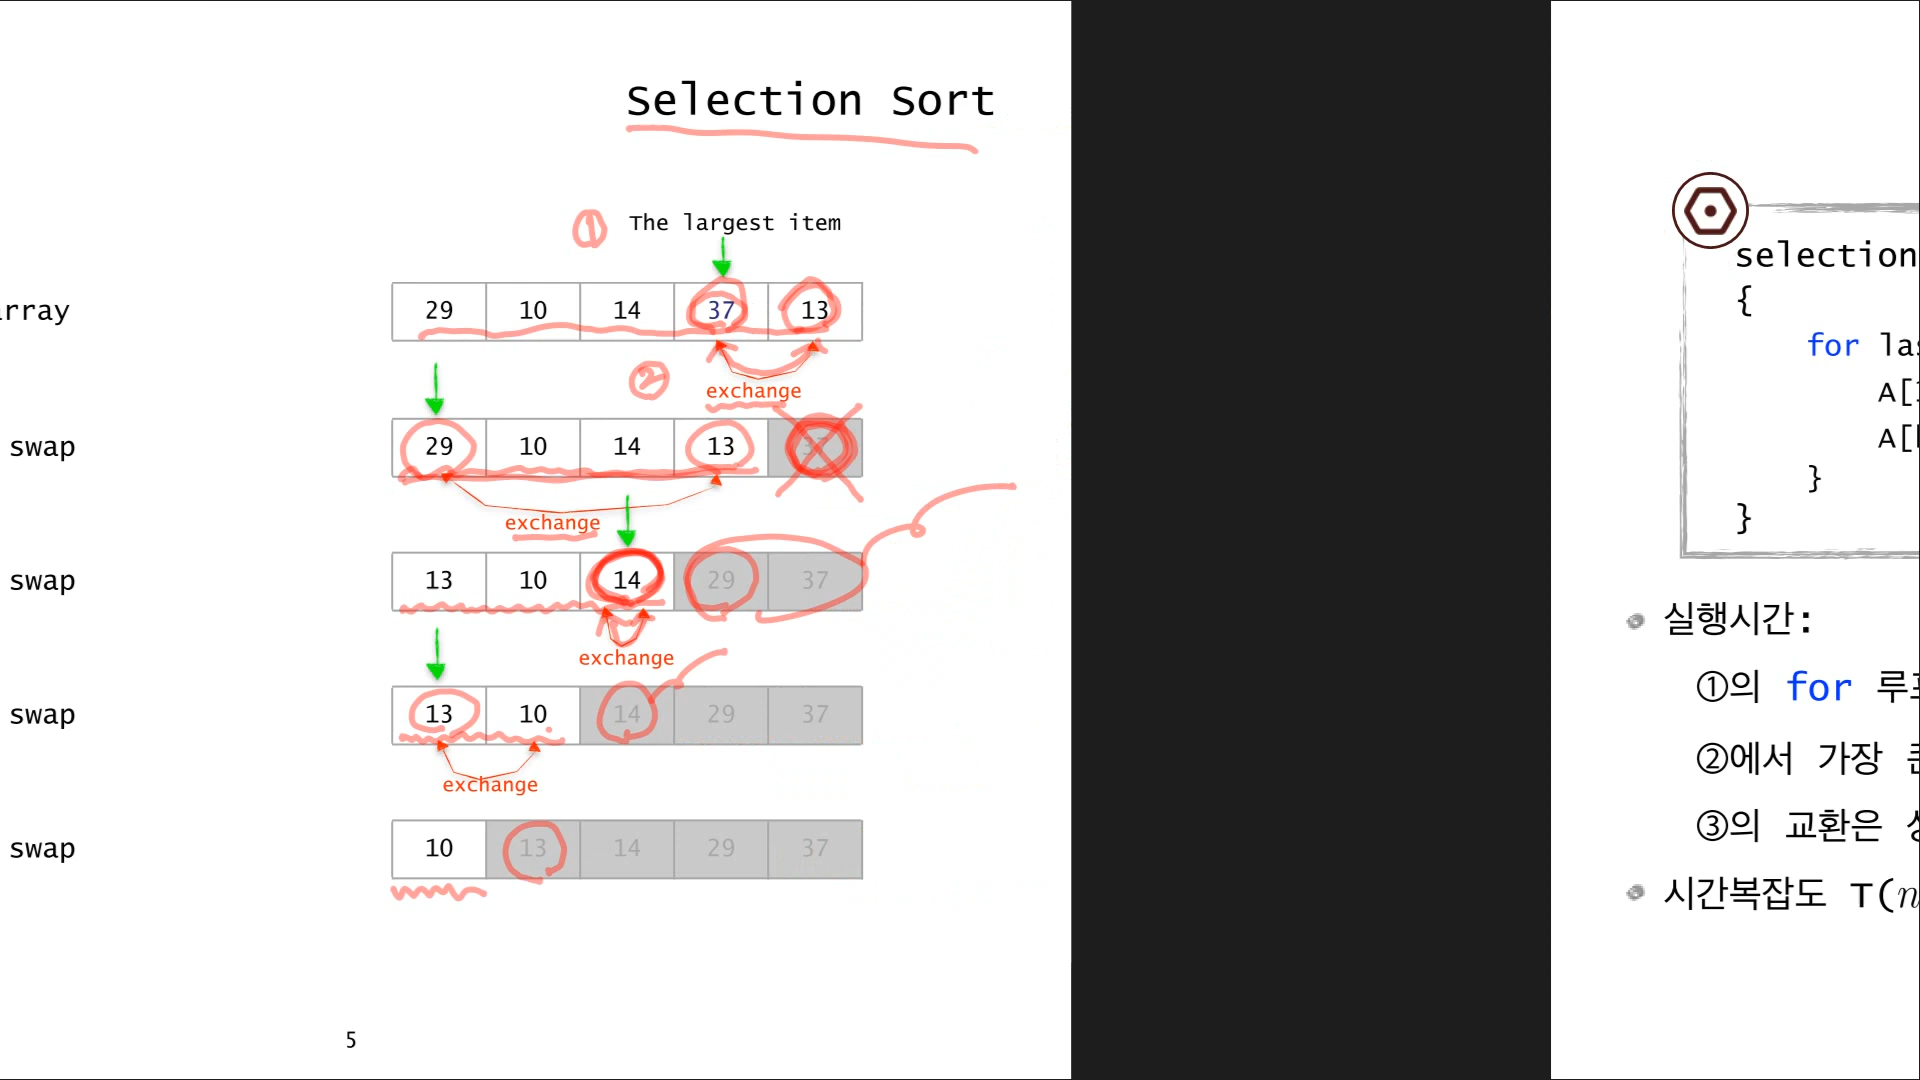 Selection Sort
① The largest item
array
29 10 14 37 13
② exchange
swap
29 10 14 13 37
exchange
swap
13 10 14 29 37
exchange
swap
13 10 14 29 37
exchange
swap
10 13 14 29 37
5
selection
{
for las
A[
A[
}
}
실행시간:
①의 for 루
②에서 가장
③의 교환은
시간복잡도 T(n